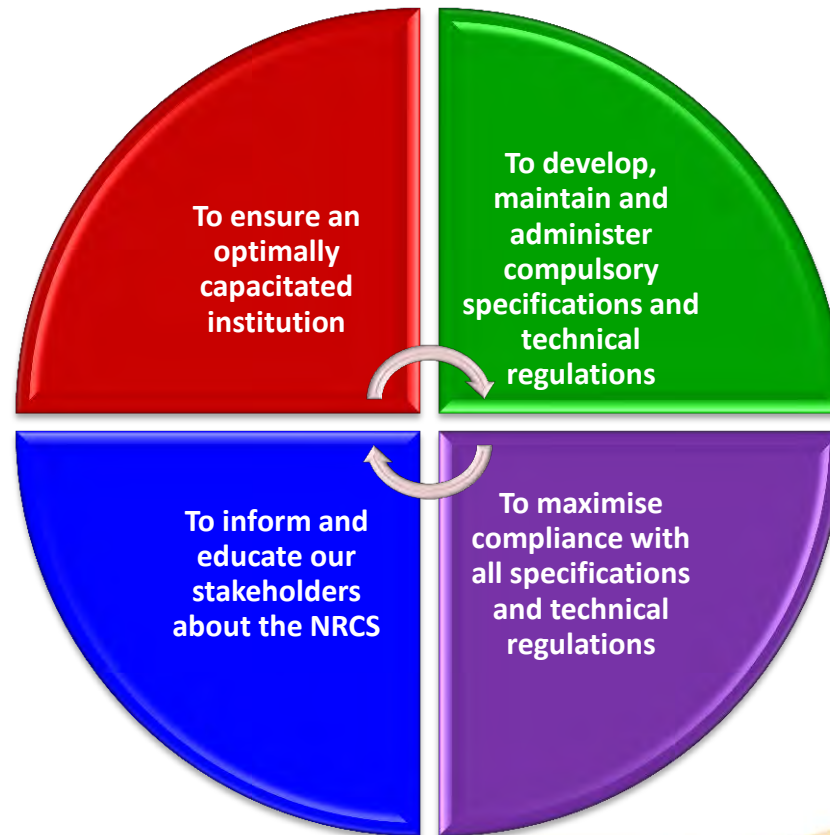 To ensure an
optimally
capacitated
institution
To develop,
maintain and
administer
compulsory
specifications and
technical
regulations
To inform and
educate our
stakeholders
about the NRCS
To maximise
compliance with
all specifications
and technical
regulations